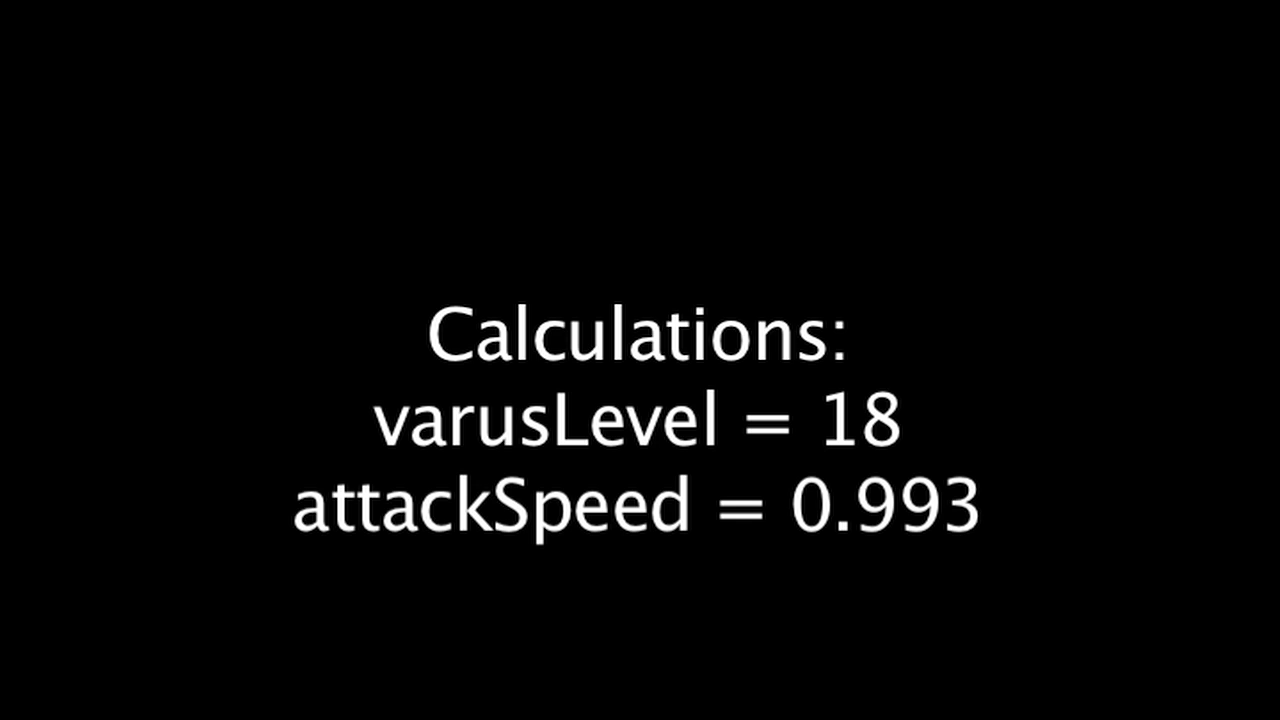 Calculations:
varusLevel = 18
attackSpeed = 0.993